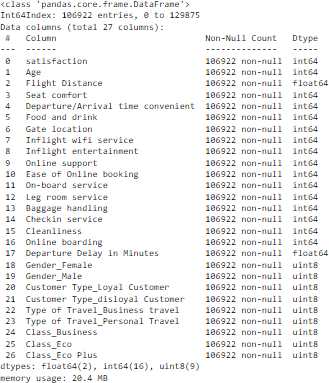 <class 'pandas.core.frame.DataFrame'>
Int64Index: 106922 entries, 0 to 129875
Data columns (total 27 columns):
 #   Column                             Non-Null Count   Dtype
---  ------                             --------------   -----
 0   satisfaction                       106922 non-null  int64
 1   Age                                106922 non-null  int64
 2   Flight Distance                    106922 non-null  float64
 3   Seat comfort                       106922 non-null  int64
 4   Departure/Arrival time convenient  106922 non-null  int64
 5   Food and drink                     106922 non-null  int64
 6   Gate location                      106922 non-null  int64
 7   Inflight wifi service              106922 non-null  int64
 8   Inflight entertainment             106922 non-null  int64
 9   Online support                     106922 non-null  int64
 10  Ease of Online booking             106922 non-null  int64
 11  On-board service                   106922 non-null  int64
 12  Leg room service                   106922 non-null  int64
 13  Baggage handling                   106922 non-null  int64
 14  Checkin service                    106922 non-null  int64
 15  Cleanliness                        106922 non-null  int64
 16  Online boarding                    106922 non-null  int64
 17  Departure Delay in Minutes         106922 non-null  float64
 18  Gender_Female                      106922 non-null  uint8
 19  Gender_Male                        106922 non-null  uint8
 20  Customer Type_Loyal Customer       106922 non-null  uint8
 21  Customer Type_disloyal Customer    106922 non-null  uint8
 22  Type of Travel_Business travel     106922 non-null  uint8
 23  Type of Travel_Personal Travel     106922 non-null  uint8
 24  Class_Business                     106922 non-null  uint8
 25  Class_Eco                          106922 non-null  uint8
 26  Class_Eco Plus                     106922 non-null  uint8
dtypes: float64(2), int64(16), uint8(9)
memory usage: 20.4 MB